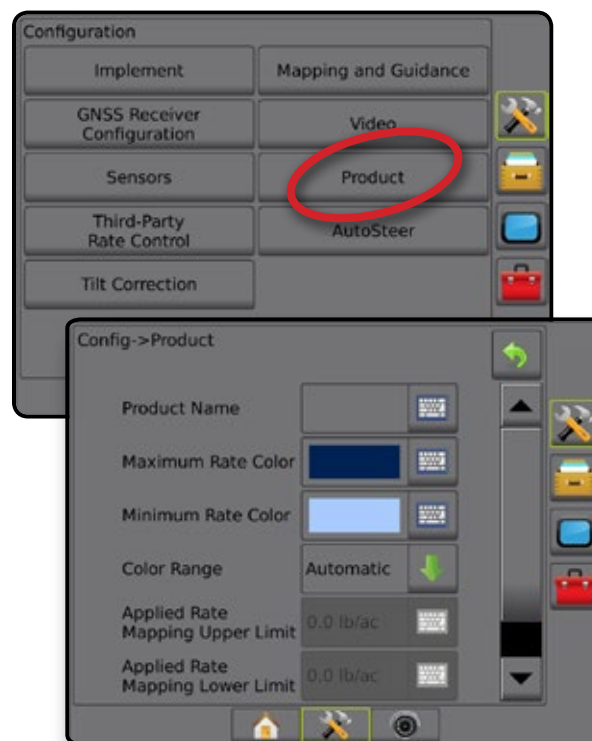 Configuration
Implement
Mapping and Guidance
GNSS Receiver
Configuration
Video
Sensors
Product
Third-Party
Rate Control
AutoSteer
Tilt Correction
Config->Product
Product Name
Maximum Rate Color
Minimum Rate Color
Color Range
Automatic
Applied Rate
Mapping Upper Limit
0.0 lb/ac
Applied Rate
Mapping Lower Limit
0.0 lb/ac